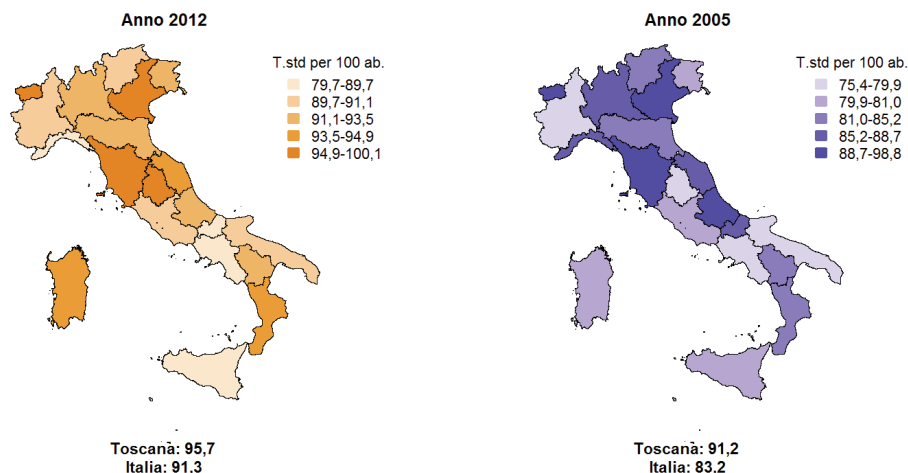 Anno 2012
T.std per 100 ab.
79,7-89,7
89,7-91,1
91,1-93,5
93,5-94,9
94,9-100,1
Toscana: 95,7
Italia: 91,3
Anno 2005
T.std per 100 ab.
75,4-79,9
79,9-81,0
81,0-85,2
85,2-88,7
88,7-98,8
Toscana: 91,2
Italia: 83,2